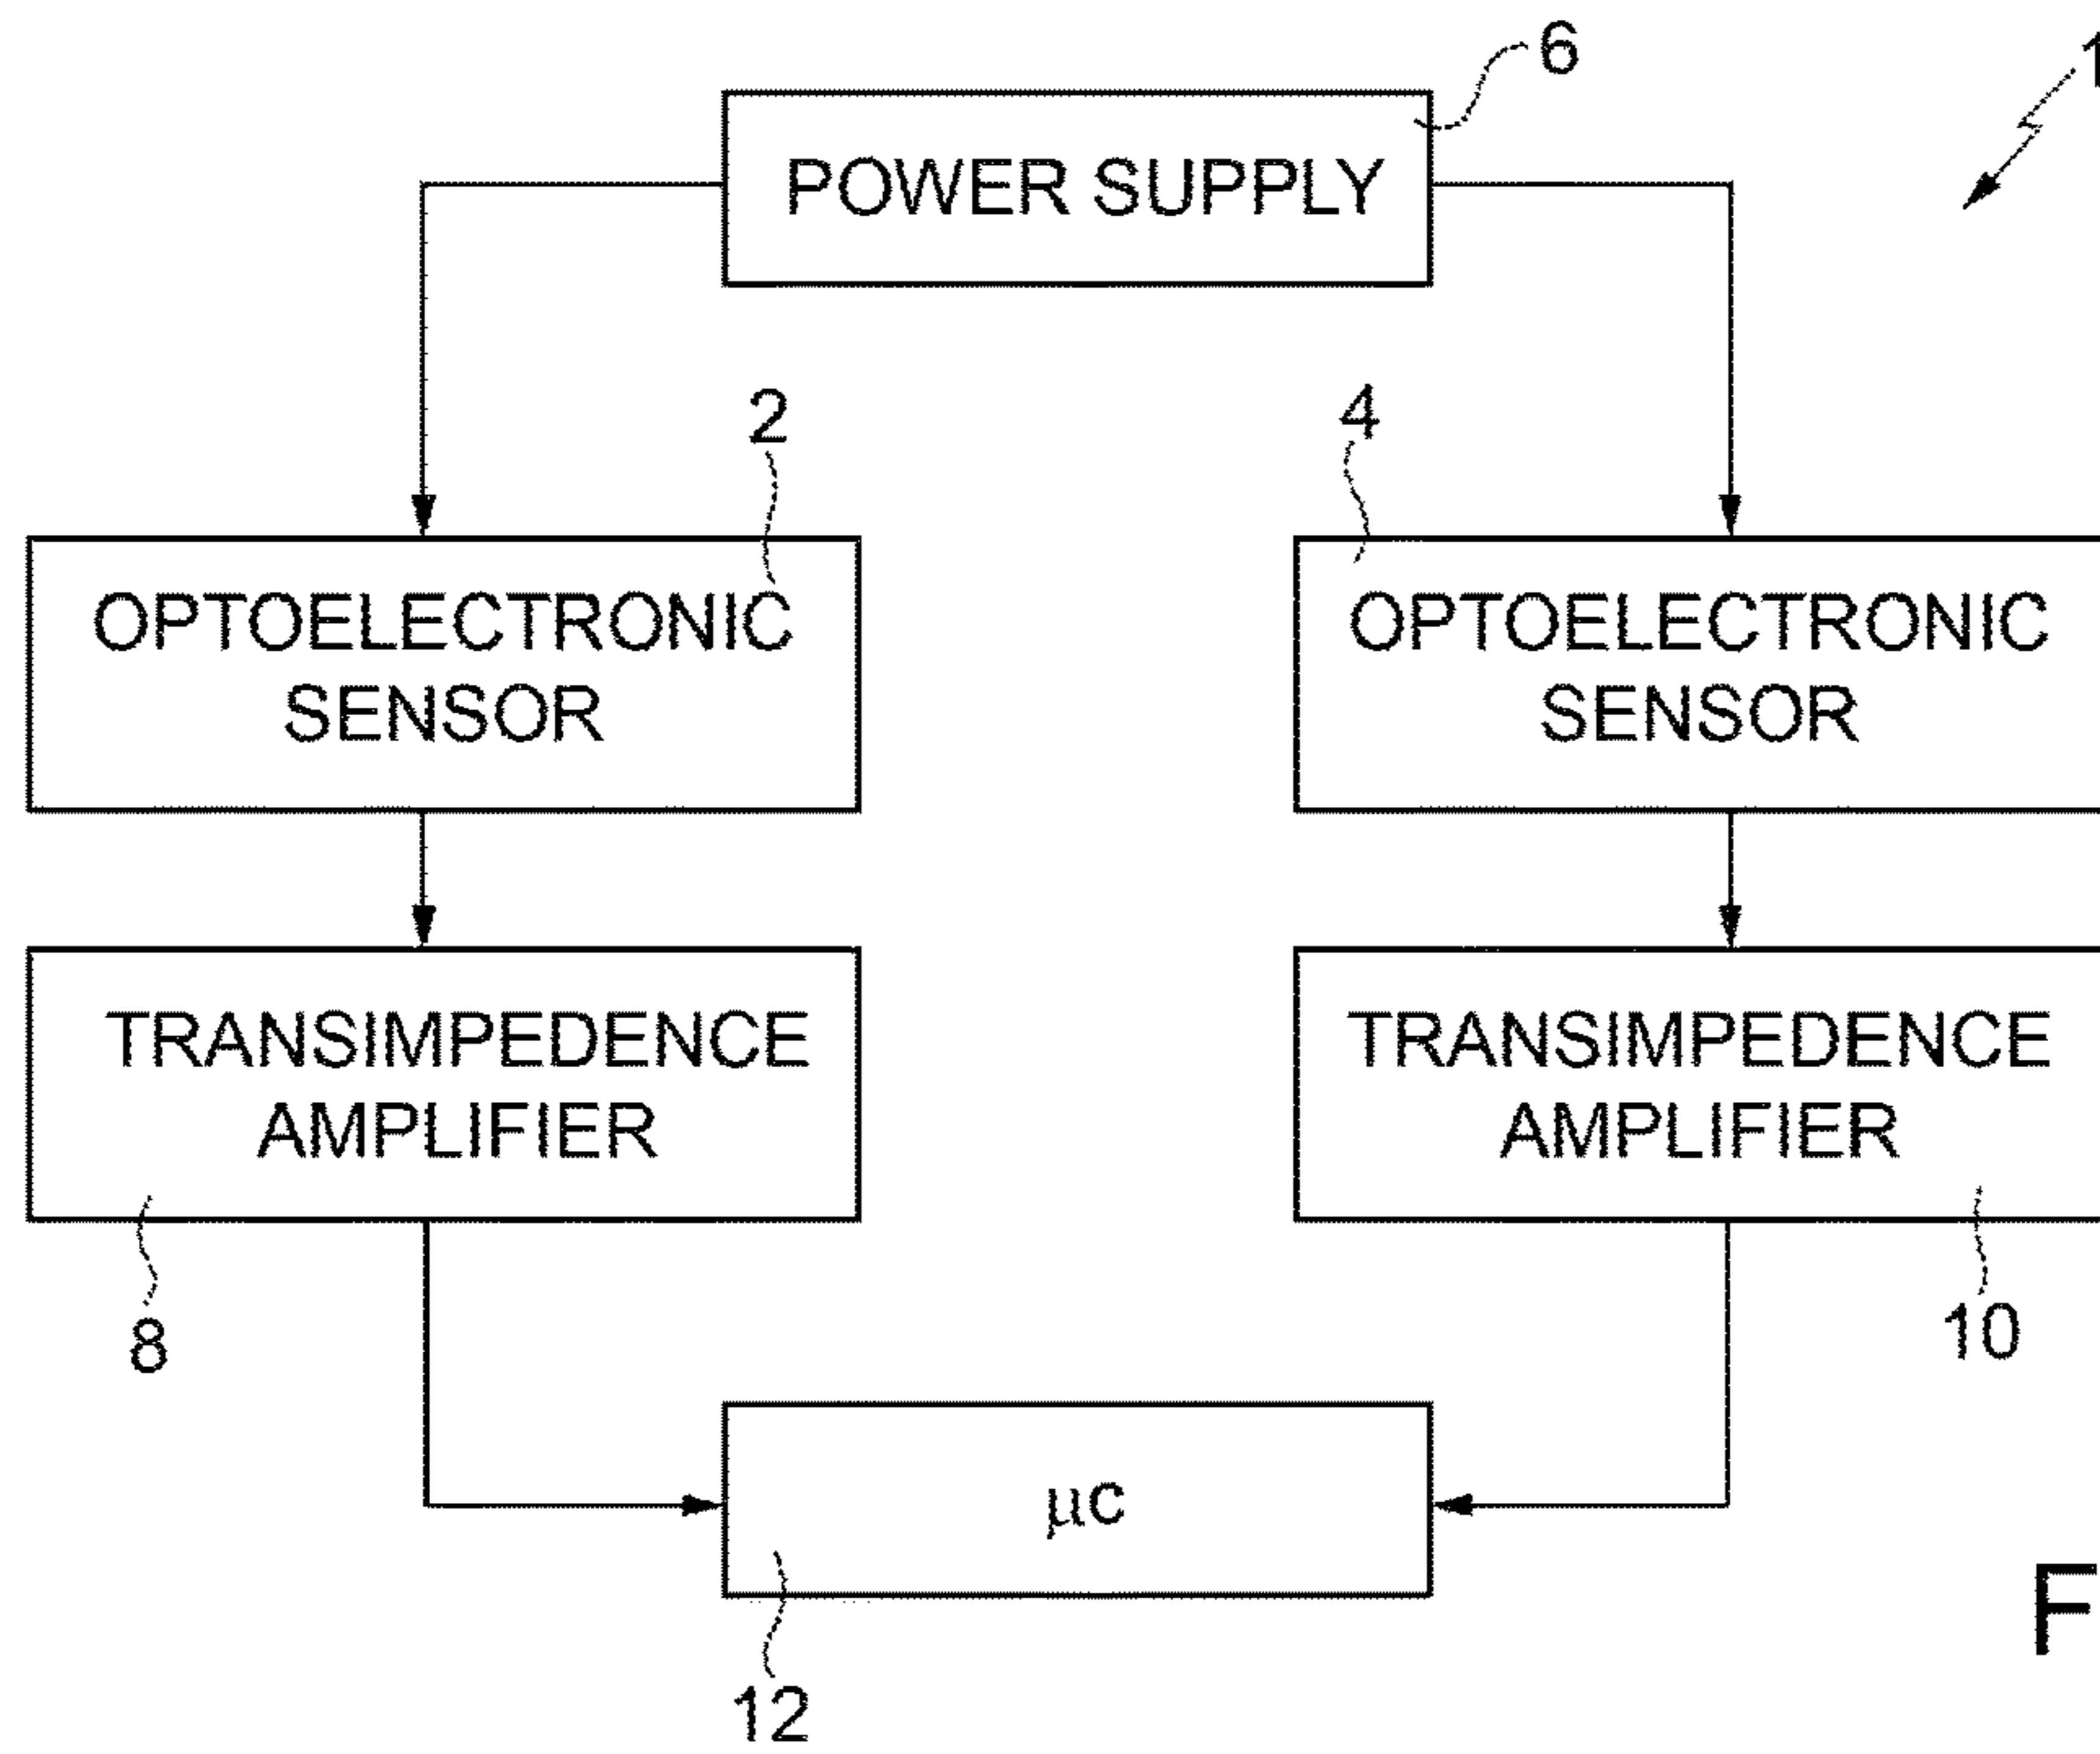 6
1
POWER SUPPLY
2
4
OPTOELECTRONIC
SENSOR
OPTOELECTRONIC
SENSOR
TRANSIMPEDENCE
AMPLIFIER
TRANSIMPEDENCE
AMPLIFIER
8
10
μc
12
F